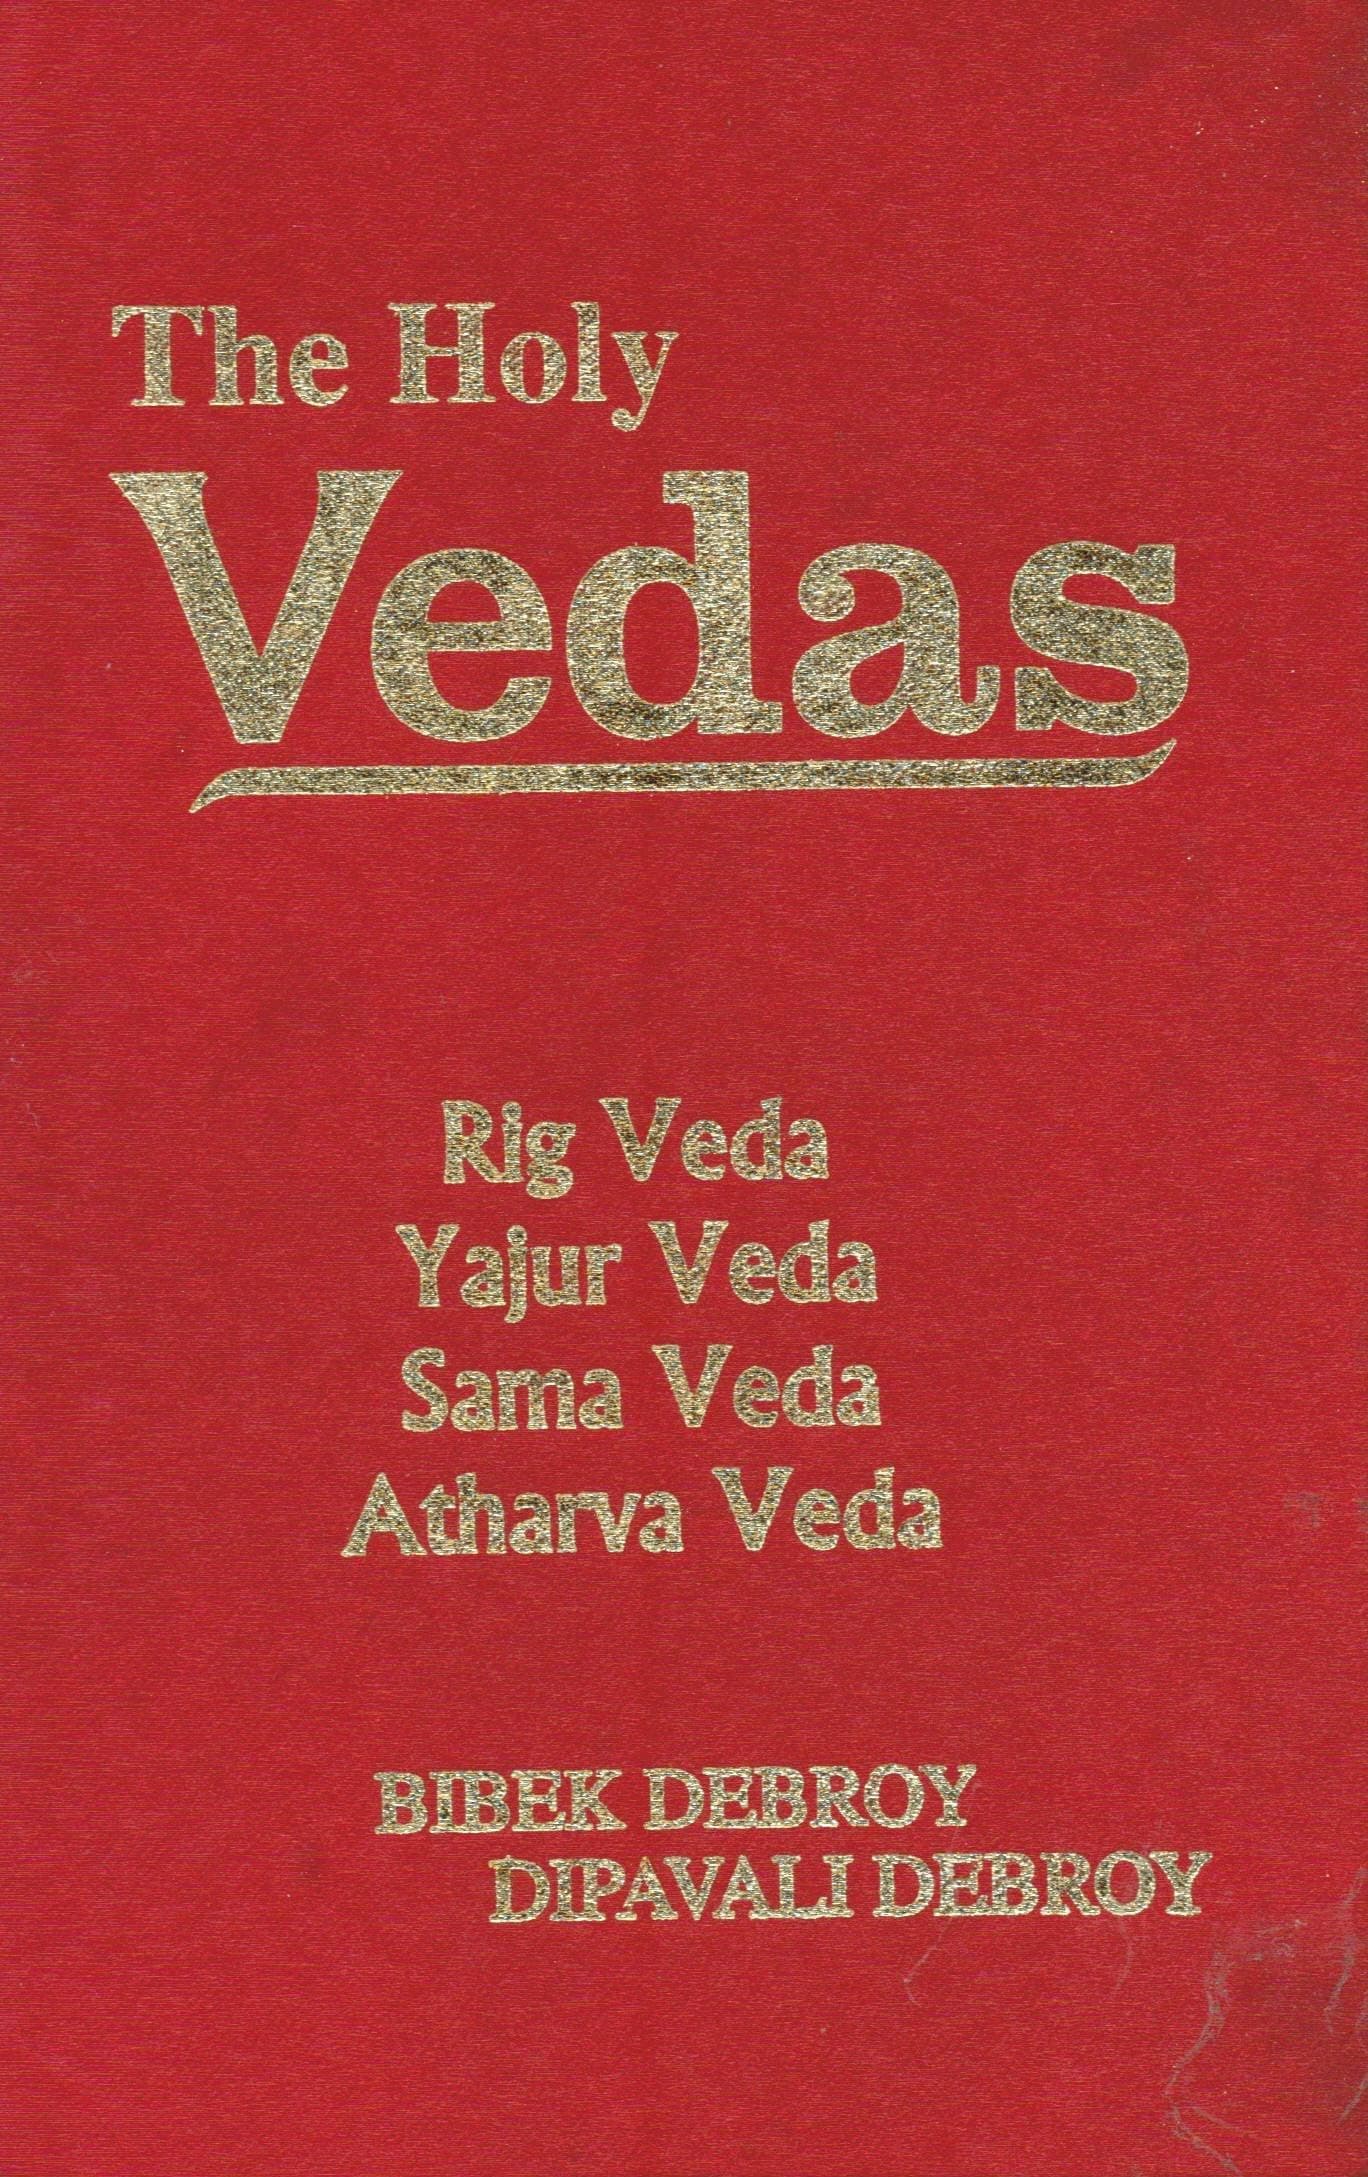 The Holy
Vedas
Rig Veda
Yajur Veda
Sama Veda
Atharva Veda
BIBEK DEBROY
DIPAVALI DEBROY